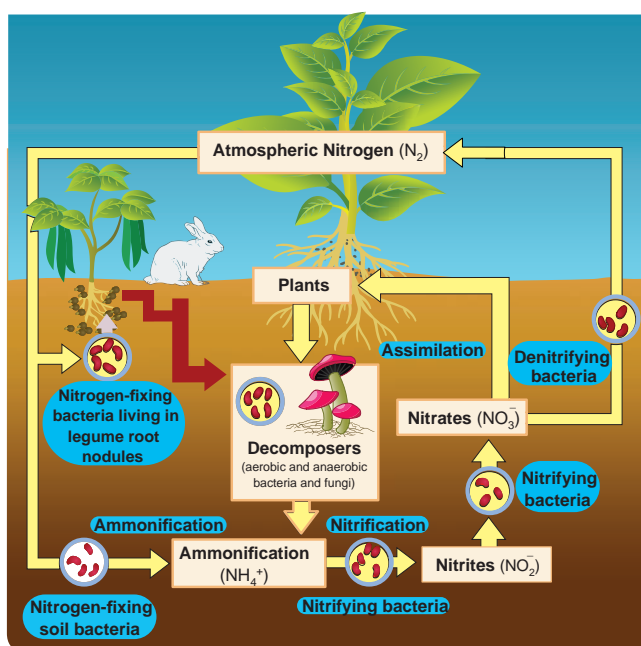 Atmospheric Nitrogen (N₂)
Plants
Assimilation
Denitrifying
bacteria
Nitrogen-fixing
bacteria living in
legume root
nodules
Decomposers
(aerobic and anaerobic
bacteria and fungi)
Nitrates (NO₃⁻)
Nitrifying
bacteria
Ammonification
Nitrification
Ammonification
(NH₄⁺)
Nitrites (NO₂⁻)
Nitrogen-fixing
soil bacteria
Nitrifying bacteria